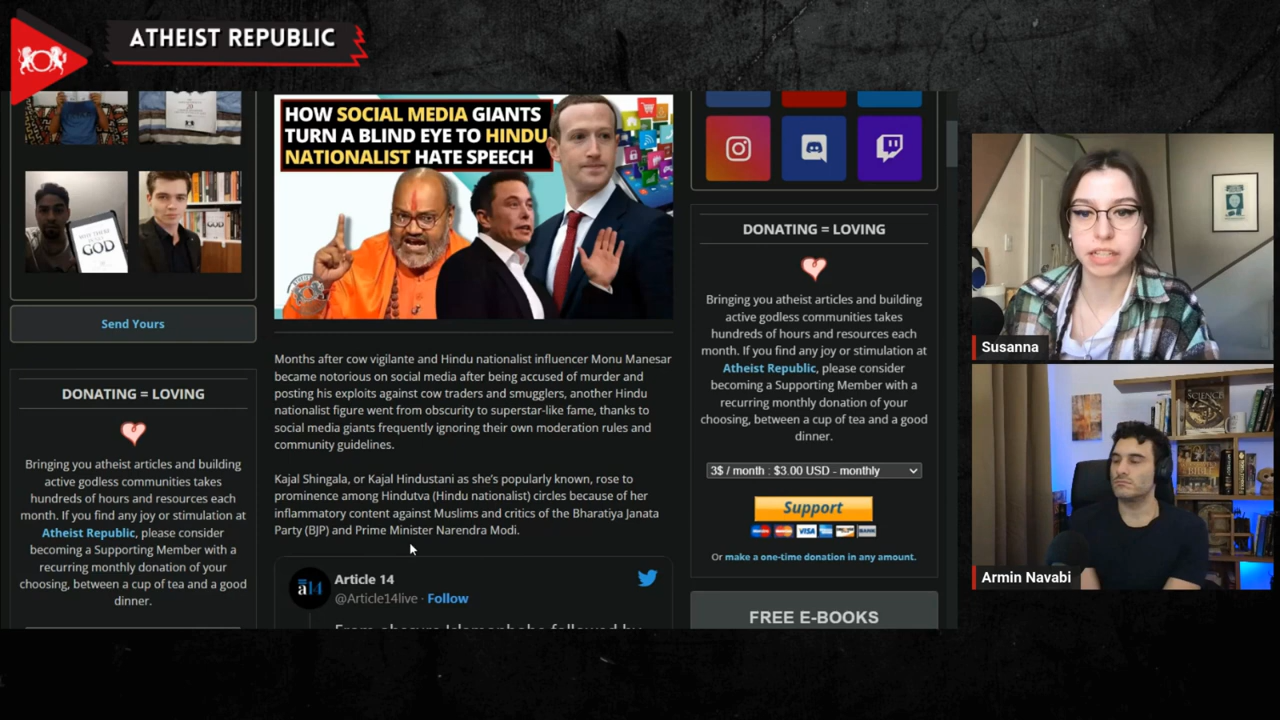 ATHEIST REPUBLIC
GOD
GOD
Send Yours
DONATING = LOVING
Bringing you atheist articles and building
active godless communities takes
hundreds of hours and resources each
month. If you find any joy or stimulation at
Atheist Republic, please consider
becoming a Supporting Member with a
recurring monthly donation of your
choosing, between a cup of tea and a good
dinner.
HOW SOCIAL MEDIA GIANTS
TURN A BLIND EYE TO HINDU
NATIONALIST HATE SPEECH
Months after cow vigilante and Hindu nationalist influencer Monu Manesar
became notorious on social media after being accused of murder and
posting his exploits against cow traders and smugglers, another Hindu
nationalist figure went from obscurity to superstar-like fame, thanks to
social media giants frequently ignoring their own moderation rules and
community guidelines.
Kajal Shingala, or Kajal Hindustani as she's popularly known, rose to
prominence among Hindutva (Hindu nationalist) circles because of her
inflammatory content against Muslims and critics of the Bharatiya Janata
Party (BJP) and Prime Minister Narendra Modi.
ā14
Article 14
@Article14live · Follow
From obscure Islamophobe followed by
DONATING = LOVING
Bringing you atheist articles and building
active godless communities takes
hundreds of hours and resources each
month. If you find any joy or stimulation at
Atheist Republic, please consider
becoming a Supporting Member with a
recurring monthly donation of your
choosing, between a cup of tea and a good
dinner.
3$ / month : $3.00 USD - monthly
Support
VISA
BANK
Or make a one-time donation in any amount.
FREE E-BOOKS
Susanna
SCIENCE
BIBLE
Armin Navabi